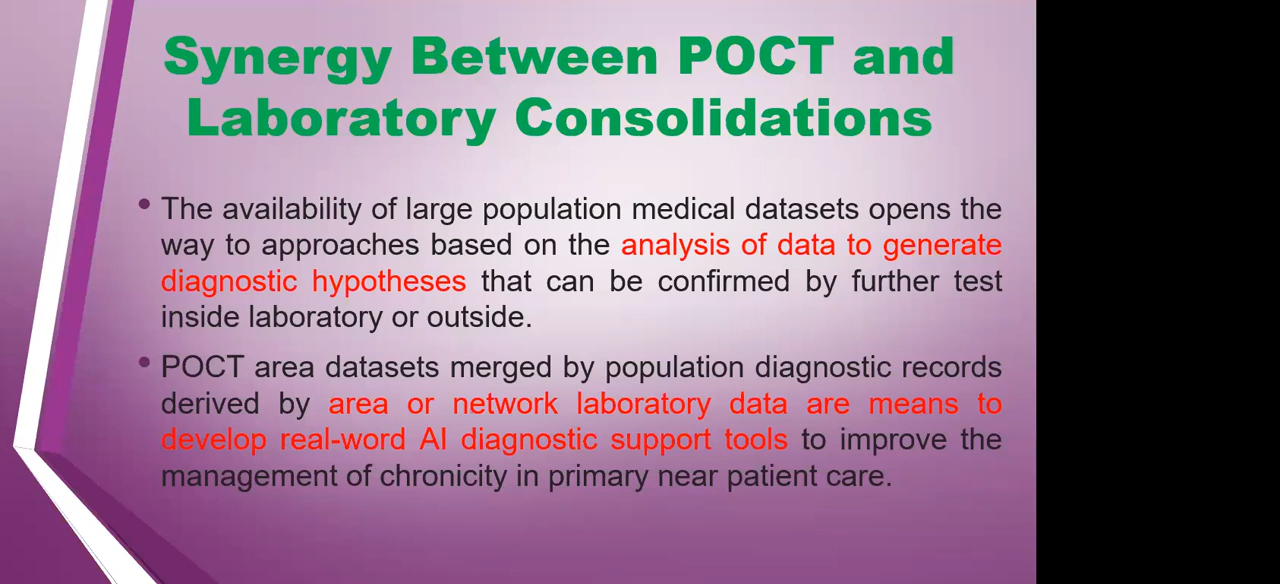 Synergy Between POCT and
Laboratory Consolidations
• The availability of large population medical datasets opens the
way to approaches based on the analysis of data to generate
diagnostic hypotheses that can be confirmed by further test
inside laboratory or outside.
• POCT area datasets merged by population diagnostic records
derived by area or network laboratory data are means to
develop real-word AI diagnostic support tools to improve the
management of chronicity in primary near patient care.